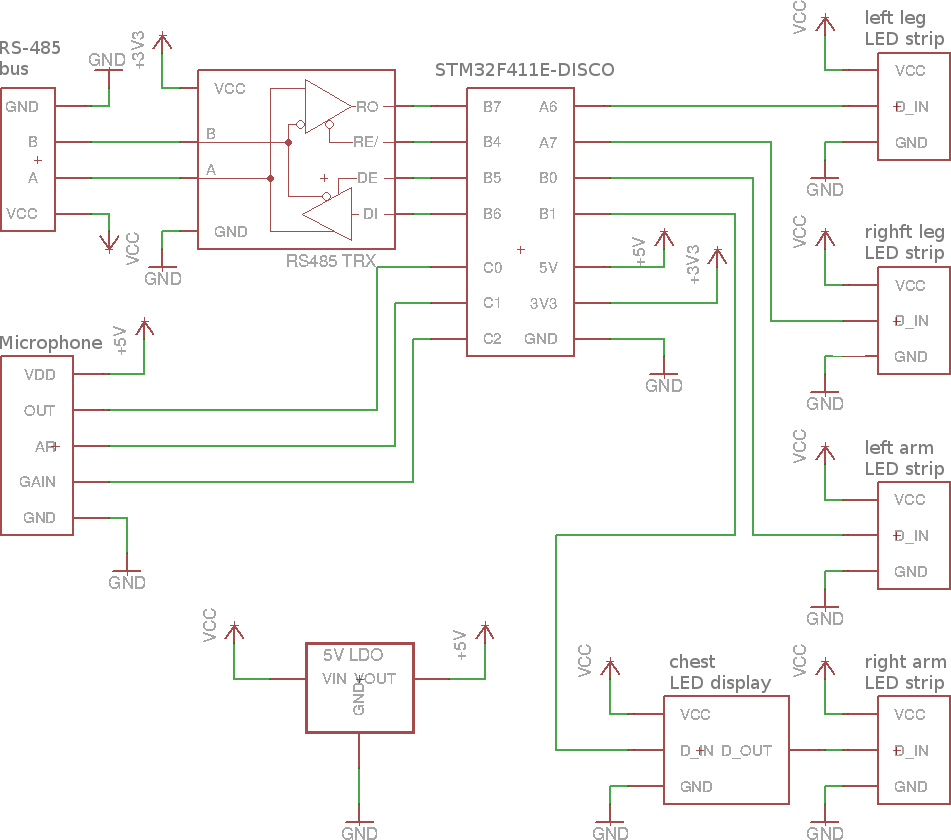 RS-485
bus
GND
B
A
VCC
GND
VCC
+3V3
VCC
B
A
GND
RO
RE/
DE
DI
RS485 TRX
GND
STM32F411E-DISCO
B7
B4
B5
B6
C0
C1
C2
A6
A7
B0
B1
5V
3V3
GND
+5V
+3V3
GND
Microphone
VDD
OUT
AR
GAIN
GND
+5V
GND
VCC
5V LDO
VIN
VOUT
GND
+5V
GND
VCC
left leg
LED strip
VCC
D_IN
GND
GND
VCC
righft leg
LED strip
VCC
D_IN
GND
GND
VCC
left arm
LED strip
VCC
D_IN
GND
GND
VCC
chest
LED display
VCC
D_IN
D_OUT
GND
GND
VCC
right arm
LED strip
VCC
D_IN
GND
GND